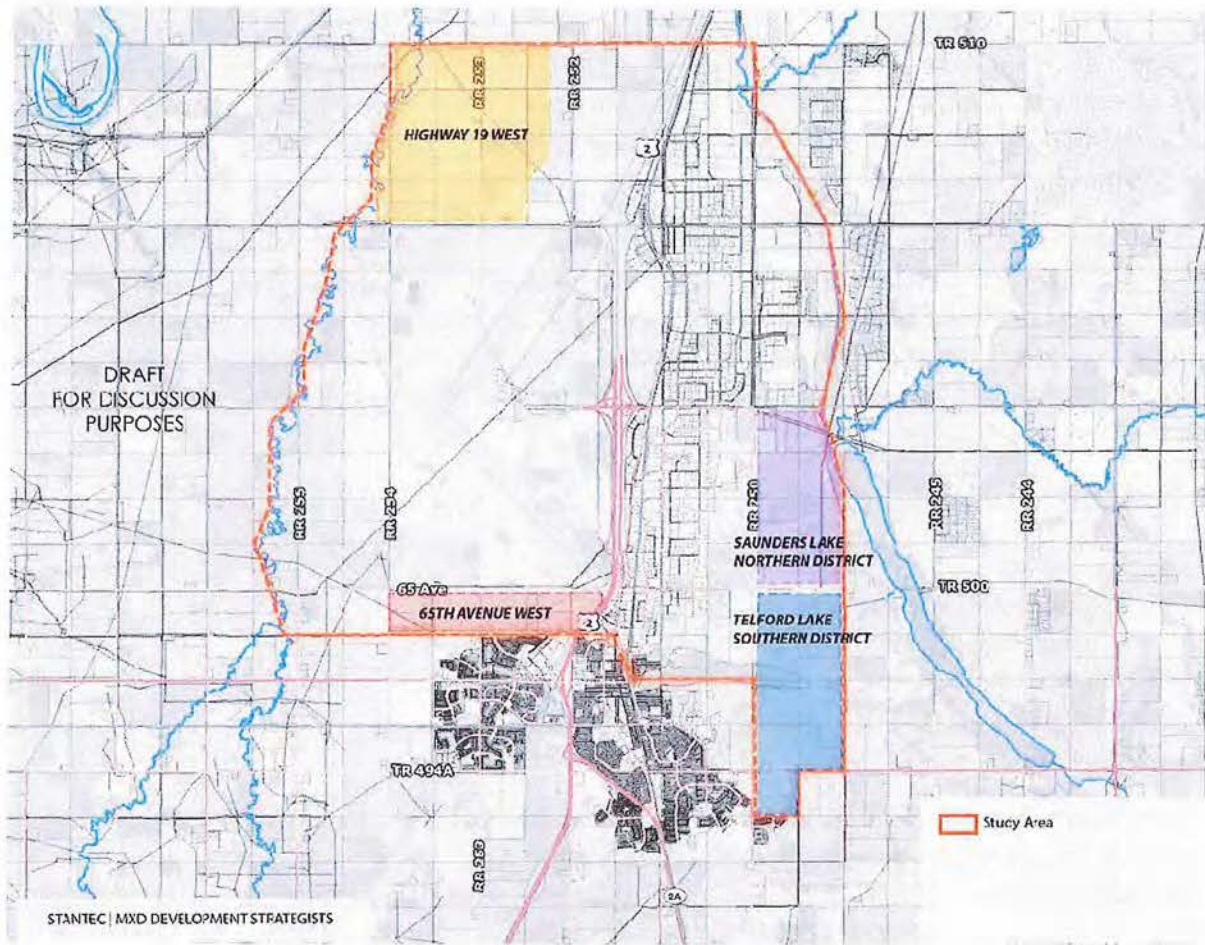 TR 510
RR 253
RR 252
HIGHWAY 19 WEST
2
DRAFT
FOR DISCUSSION
PURPOSES
RR 255
RR 254
RR 250
RR 245
RR 244
SAUNDERS LAKE
NORTHERN DISTRICT
65 Ave
TR 500
65TH AVENUE WEST
2
TELFORD LAKE
SOUTHERN DISTRICT
TR 494A
Study Area
RR 253
2A
STANTEC | MXD DEVELOPMENT STRATEGISTS